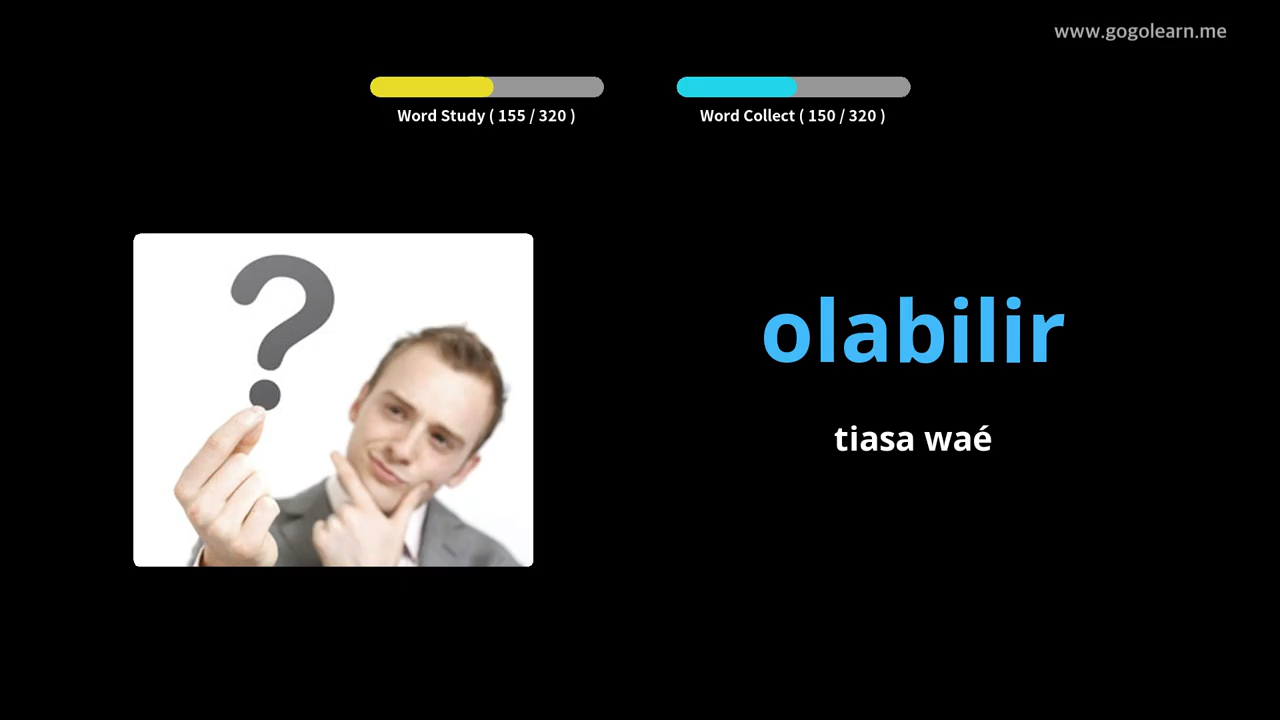 www.gogolearn.me
Word Study ( 155 / 320 )
Word Collect ( 150 / 320 )
?
olabilir
tiasa waé